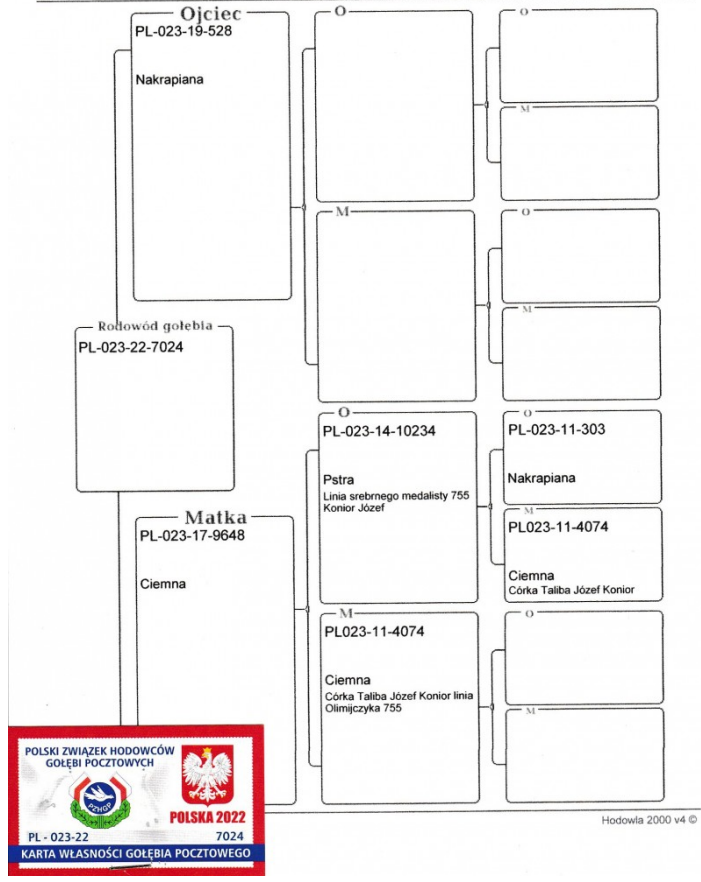 Ojciec
PL-023-19-528
Nakrapiana
O
M
O
M
O
M
Rodowód gołębia
PL-023-22-7024
Matka
PL-023-17-9648
Ciemna
O
PL-023-14-10234
Pstra
Linia srebrnego medalisty 755
Konior Józef
M
PL023-11-4074
Ciemna
Córka Taliba Józef Konior linia
Olimijczyka 755
O
PL-023-11-303
Nakrapiana
M
PL023-11-4074
Ciemna
Córka Taliba Józef Konior
O
M
POLSKI ZWIĄZEK HODOWCÓW
GOŁĘBI POCZTOWYCH
PZHGP
POLSKA 2022
PL - 023-22 7024
KARTA WŁASNOŚCI GOŁĘBIA POCZTOWEGO
Hodowla 2000 v4 ©